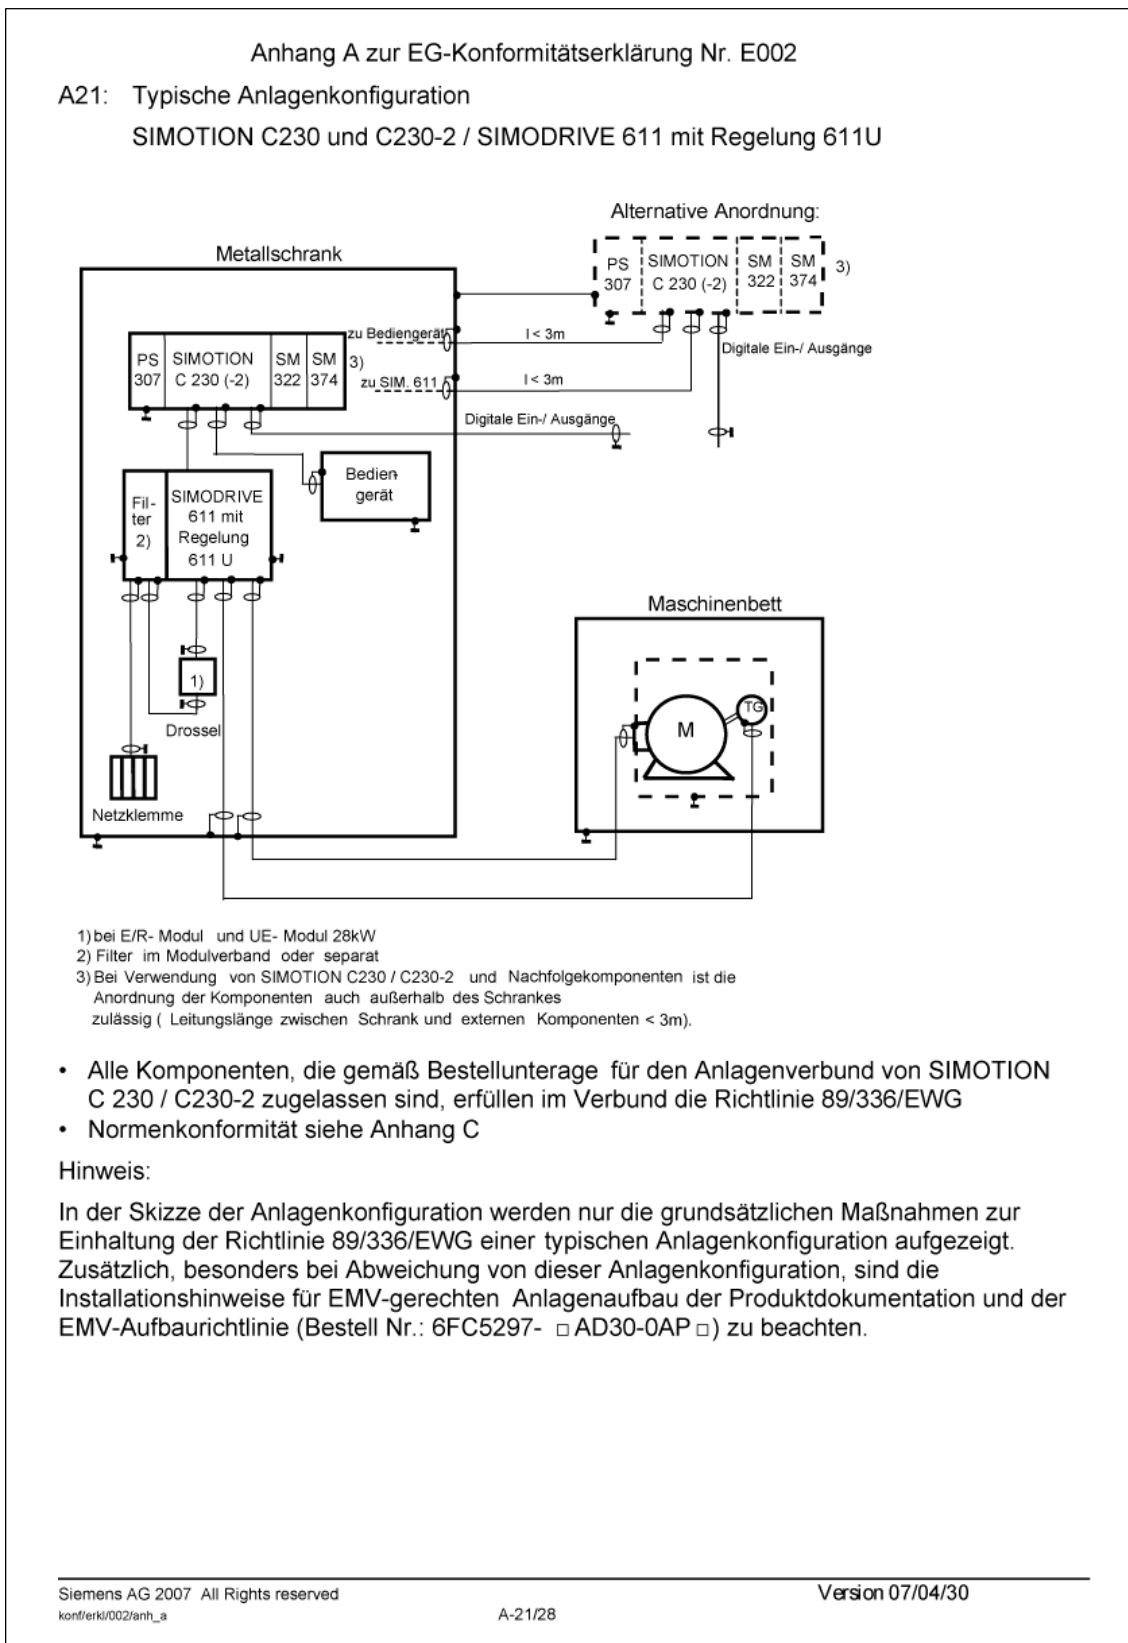 Anhang A zur EG-Konformitätserklärung Nr. E002
A21: Typische Anlagenkonfiguration
SIMOTION C230 und C230-2 / SIMODRIVE 611 mit Regelung 611U
Alternative Anordnung:
PS 307
SIMOTION C 230 (-2)
SM 322
SM 374
3)
Metallschrank
zu Bediengerät
l < 3m
Digitale Ein-/ Ausgänge
PS 307
SIMOTION C 230 (-2)
SM 322
SM 374
3)
zu SIM. 611
l < 3m
Digitale Ein-/ Ausgänge
Bedien-
gerät
Fil-
ter
2)
SIMODRIVE
611 mit
Regelung
611 U
Maschinenbett
1)
Drossel
M
TG
Netzklemme
1) bei E/R- Modul und UE- Modul 28kW
2) Filter im Modulverband oder separat
3) Bei Verwendung von SIMOTION C230 / C230-2 und Nachfolgekomponenten ist die
Anordnung der Komponenten auch außerhalb des Schrankes
zulässig ( Leitungslänge zwischen Schrank und externen Komponenten < 3m).
• Alle Komponenten, die gemäß Bestellunterage für den Anlagenverbund von SIMOTION
C 230 / C230-2 zugelassen sind, erfüllen im Verbund die Richtlinie 89/336/EWG
• Normenkonformität siehe Anhang C
Hinweis:
In der Skizze der Anlagenkonfiguration werden nur die grundsätzlichen Maßnahmen zur
Einhaltung der Richtlinie 89/336/EWG einer typischen Anlagenkonfiguration aufgezeigt.
Zusätzlich, besonders bei Abweichung von dieser Anlagenkonfiguration, sind die
Installationshinweise für EMV-gerechten Anlagenaufbau der Produktdokumentation und der
EMV-Aufbaurichtlinie (Bestell Nr.: 6FC5297- □ AD30-0AP □) zu beachten.
Siemens AG 2007 All Rights reserved
Version 07/04/30
konf/erkl/002/anh_a
A-21/28